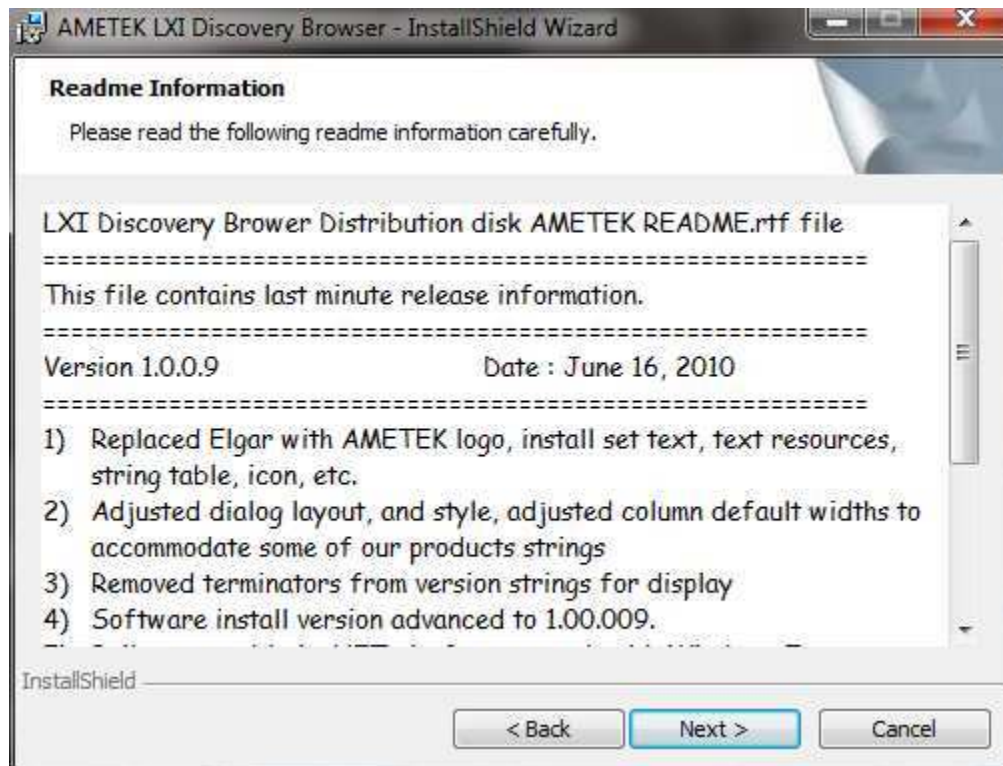 AMETEK LXI Discovery Browser - InstallShield Wizard
Readme Information
Please read the following readme information carefully.
LXI Discovery Brower Distribution disk AMETEK README.rtf file
===========================================================
This file contains last minute release information.
===========================================================
Version 1.0.0.9 Date : June 16, 2010
===========================================================
1) Replaced Elgar with AMETEK logo, install set text, text resources,
string table, icon, etc.
2) Adjusted dialog layout, and style, adjusted column default widths to
accommodate some of our products strings
3) Removed terminators from version strings for display
4) Software install version advanced to 1.00.009.
InstallShield
< Back
Next >
Cancel